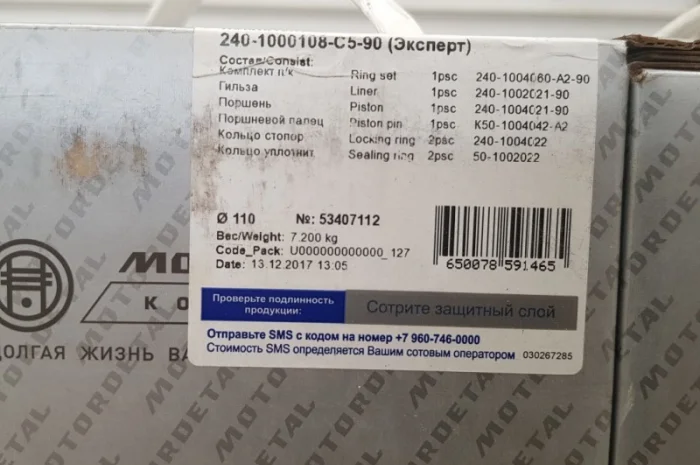 240-1000108-C5-90 (Эксперт)
Состав/Consist:
Комплект п/к Ring set 1psc 240-1004060-A2-90
Гильза Liner 1psc 240-1002021-90
Поршень Piston 1psc 240-1004021-90
Поршневой палец Piston pin 1psc K50-1004042-A2
Кольцо стопор Locking ring 2psc 240-1004022
Кольцо уплотнит Sealing ring 2psc 50-1002022
Ø 110 №: 53407112
Вес/Weight: 7.200 kg
Code_Pack: U000000000000_127
Date: 13.12.2017 13:05
650078 591465
Проверьте подлинность продукции:
Сотрите защитный слой
Отправьте SMS с кодом на номер +7 960-746-0000
Стоимость SMS определяется Вашим сотовым оператором 030267285
ДОЛГАЯ ЖИЗНЬ
MOTORDETAL